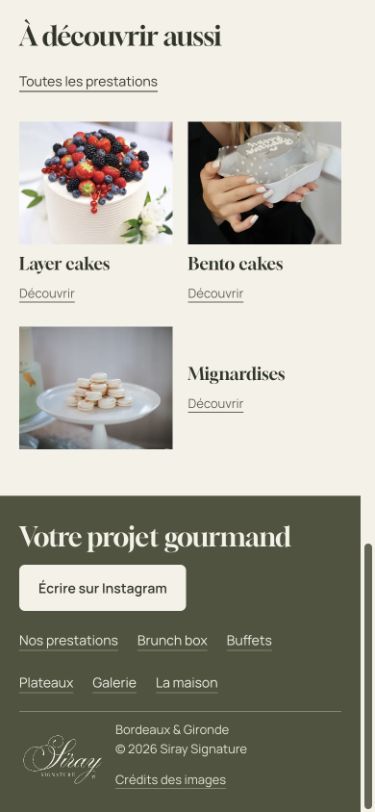 À découvrir aussi
Toutes les prestations
Layer cakes
Bento cakes
Découvrir
Découvrir
Mignardises
Découvrir
Votre projet gourmand
Écrire sur Instagram
Nos prestations Brunch box Buffets
Plateaux Galerie La maison
Siray
SIGNATURE
Bordeaux & Gironde
© 2026 Siray Signature
Crédits des images